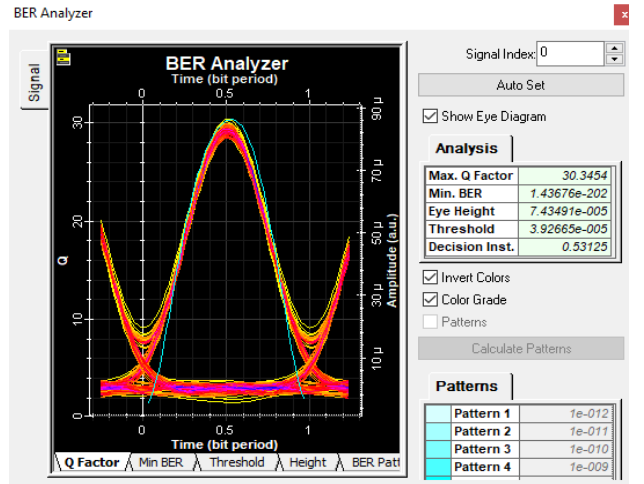 BER Analyzer
x
Signal
BER Analyzer
Time (bit period)
0 0.5 1
30
20
10
0
Q
90 μ
70 μ
50 μ
30 μ
10 μ
Amplitude (a.u.)
0 0.5 1
Time (bit period)
Q Factor Min BER Threshold Height BER Patt
Signal Index: 0
Auto Set
Show Eye Diagram
Analysis
Max. Q Factor 30.3454
Min. BER 1.43676e-202
Eye Height 7.43491e-005
Threshold 3.92665e-005
Decision Inst. 0.53125
Invert Colors
Color Grade
Patterns
Calculate Patterns
Patterns
Pattern 1 1e-012
Pattern 2 1e-011
Pattern 3 1e-010
Pattern 4 1e-009